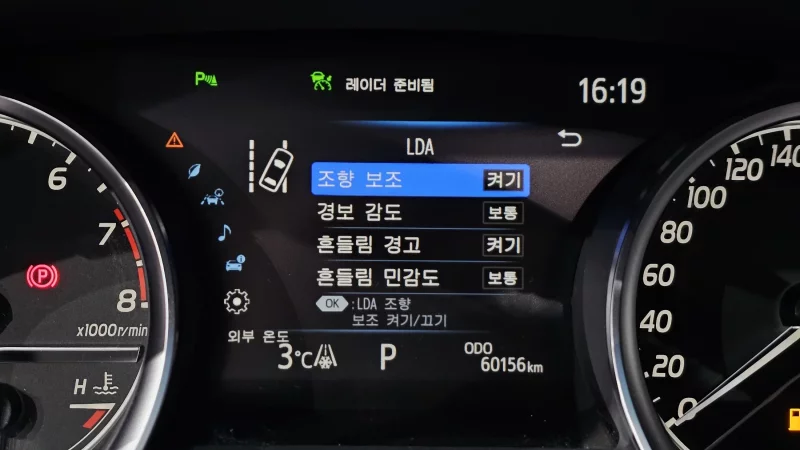 P
레이더 준비됨
16:19
LDA
조향 보조 켜기
경보 감도 보통
흔들림 경고 켜기
흔들림 민감도 보통
OK :LDA 조향
보조 켜기/끄기
외부 온도
3°C
P
ODO
60156km
6
7
8
x1000r/min
P
H
140
120
100
80
60
40
20
0